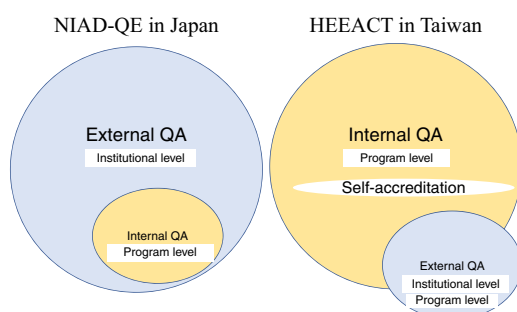 NIAD-QE in Japan
External QA
Institutional level
Internal QA
Program level
HEEACT in Taiwan
Internal QA
Program level
Self-accreditation
External QA
Institutional level
Program level